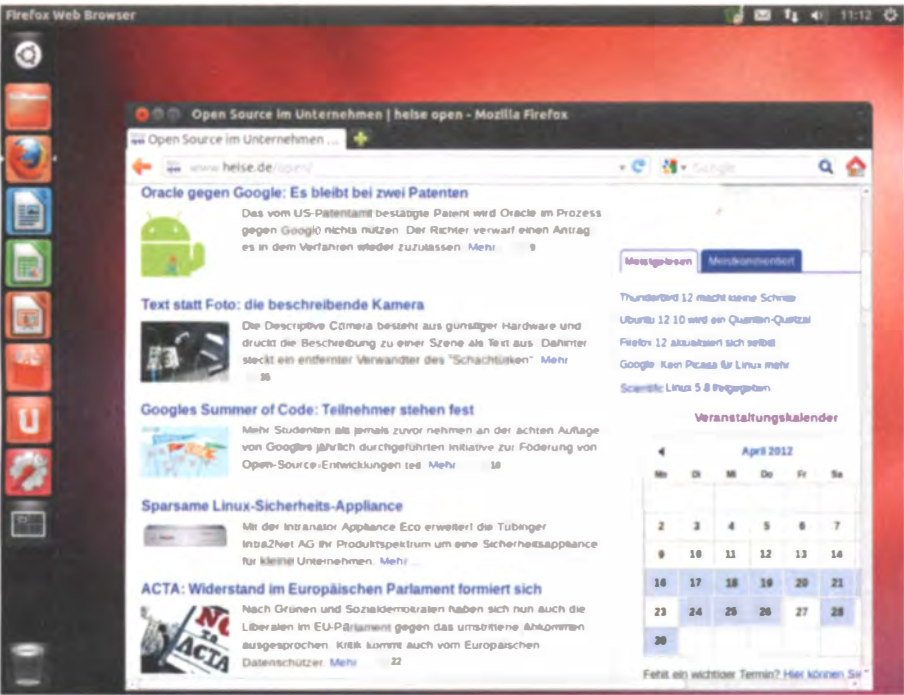 Firefox Web Browser
11:12
Open Source im Unternehmen | heise open - Mozilla Firefox
Open Source im Unternehmen ...
www.heise.de/open/
Google
Oracle gegen Google: Es bleibt bei zwei Patenten
Das vom US-Patentamt bestätigte Patent wird Oracle im Prozess
gegen Google nichts nützen. Der Richter verwarf einen Antrag
es in dem Verfahren wieder zuzulassen. Mehr 9
Text statt Foto: die beschreibende Kamera
Die Descriptive Camera besteht aus günstiger Hardware und
druckt die Beschreibung zu einer Szene als Text aus. Dahinter
steckt ein entfernter Verwandter des "Schachtürken" Mehr
35
Googles Summer of Code: Teilnehmer stehen fest
Mehr Studenten als jemals zuvor nehmen an der achten Auflage
von Googles jährlich durchgeführten Initiative zur Föderung von
Open-Source-Entwicklungen teil. Mehr 10
Sparsame Linux-Sicherheits-Appliance
Mit der Intranator Appliance Eco erweitert die Tübinger
Intra2Net AG ihr Produktspektrum um eine Sicherheitsappliance
für kleine Unternehmen. Mehr...
ACTA: Widerstand im Europäischen Parlament formiert sich
NO
TO
ACTA
Nach Grünen und Sozialdemokraten haben sich nun auch die
Liberalen im EU-Parlament gegen das umstrittene Abkommen
ausgesprochen. Kritik kommt auch vom Europäischen
Datenschützer. Mehr 22
Meistgelesen Meistkommentiert
Thunderbird 12 macht kleine Schritte
Ubuntu 12.10 wird ein Quanten-Quetzal
Firefox 12 aktualisiert sich selbst
Google: Kein Picasa für Linux mehr
Scientific Linux 5.8 freigegeben
Veranstaltungskalender
April 2012
Mo Di Mi Do Fr Sa
2 3 4 5 6 7
9 10 11 12 13 14
16 17 18 19 20 21
23 24 25 26 27 28
30
Fehlt ein wichtiger Termin? Hier können Sie